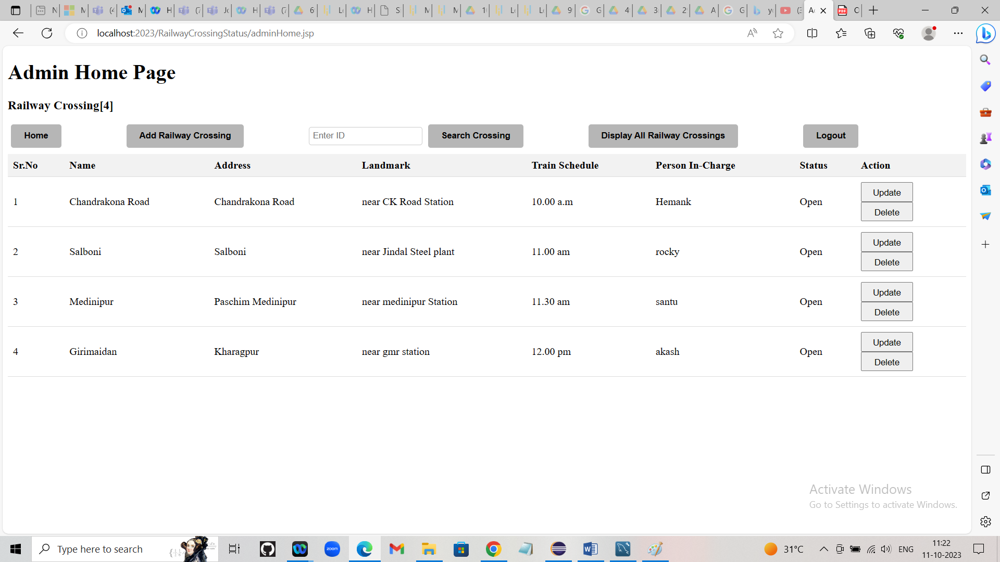 localhost:2023/RailwayCrossingStatus/adminHome.jsp
Admin Home Page
Railway Crossing[4]
Home Add Railway Crossing Enter ID Search Crossing Display All Railway Crossings Logout
Sr.No Name Address Landmark Train Schedule Person In-Charge Status Action
1 Chandrakona Road Chandrakona Road near CK Road Station 10.00 a.m Hemank Open Update
Delete
2 Salboni Salboni near Jindal Steel plant 11.00 am rocky Open Update
Delete
3 Medinipur Paschim Medinipur near medinipur Station 11.30 am santu Open Update
Delete
4 Girimaidan Kharagpur near gmr station 12.00 pm akash Open Update
Delete
Activate Windows
Go to Settings to activate Windows.
Type here to search zoom 31°C ENG 11:22
11-10-2023